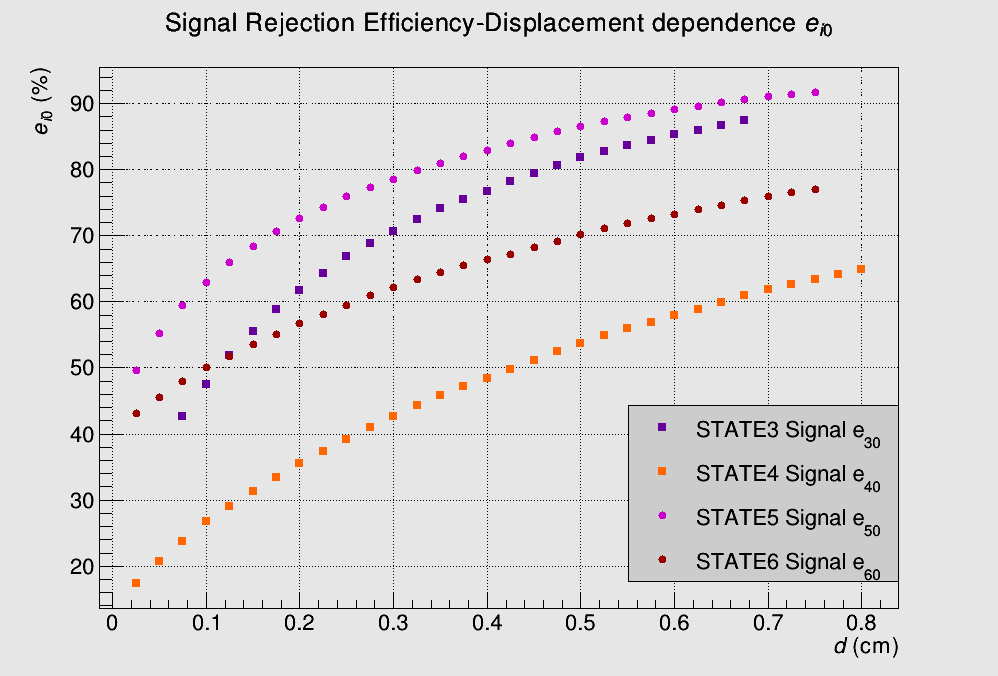 Signal Rejection Efficiency-Displacement dependence e_i0
e_i0 (%)
90
80
70
60
50
40
30
20
STATE3 Signal e_30
STATE4 Signal e_40
STATE5 Signal e_50
STATE6 Signal e_60
0 0.1 0.2 0.3 0.4 0.5 0.6 0.7 0.8
d (cm)